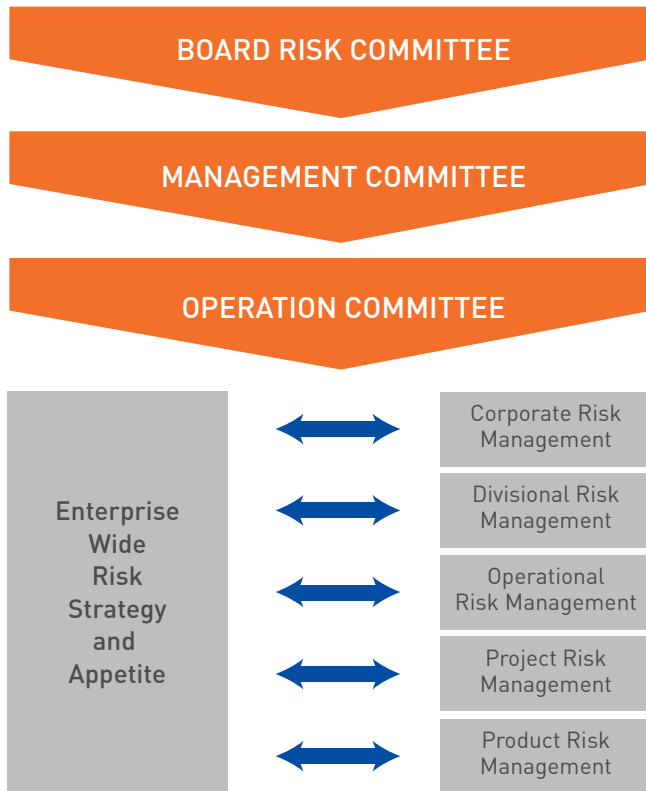 BOARD RISK COMMITTEE
MANAGEMENT COMMITTEE
OPERATION COMMITTEE
Enterprise
Wide
Risk
Strategy
and
Appetite
Corporate Risk
Management
Divisional Risk
Management
Operational
Risk Management
Project Risk
Management
Product Risk
Management